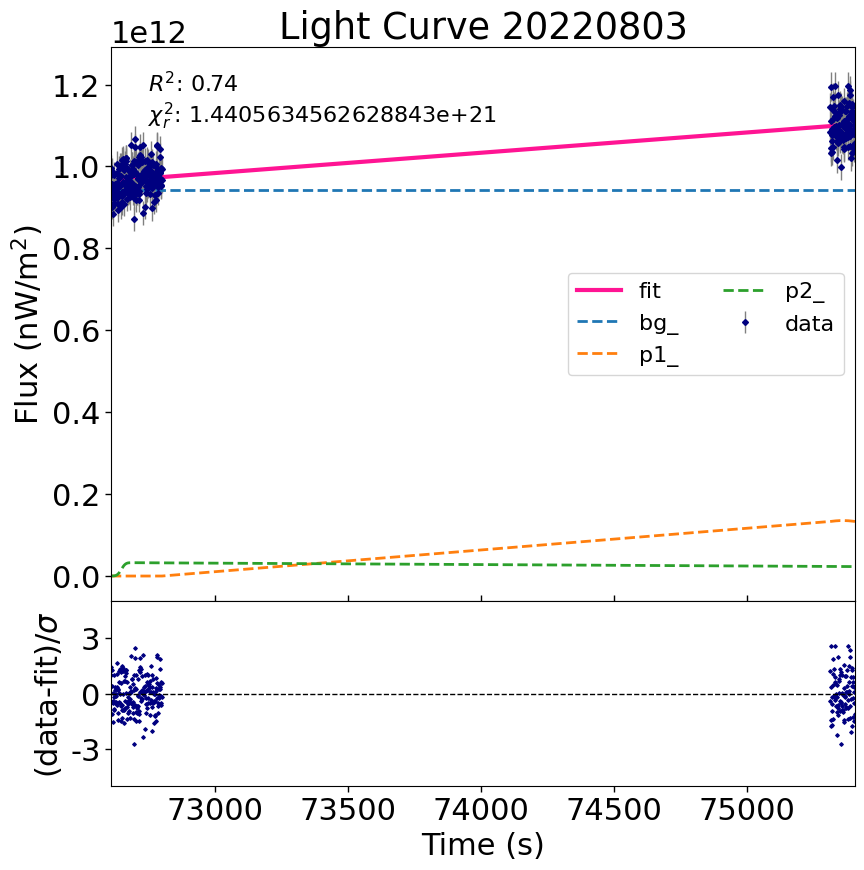 Light Curve 20220803
1e12
R²: 0.74
χ_r²: 1.4405634562628843e+21
1.2
1.0
0.8
0.6
0.4
0.2
0.0
Flux (nW/m²)
fit
bg_
p1_
p2_
data
3
0
-3
(data-fit)/σ
73000 73500 74000 74500 75000
Time (s)